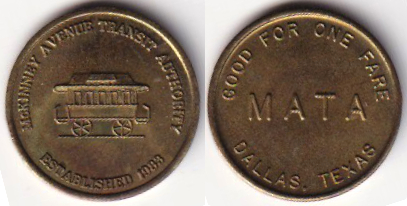 McKINNEY AVENUE TRANSIT AUTHORITY
ESTABLISHED 1983
GOOD FOR ONE FARE
MATA
DALLAS, TEXAS